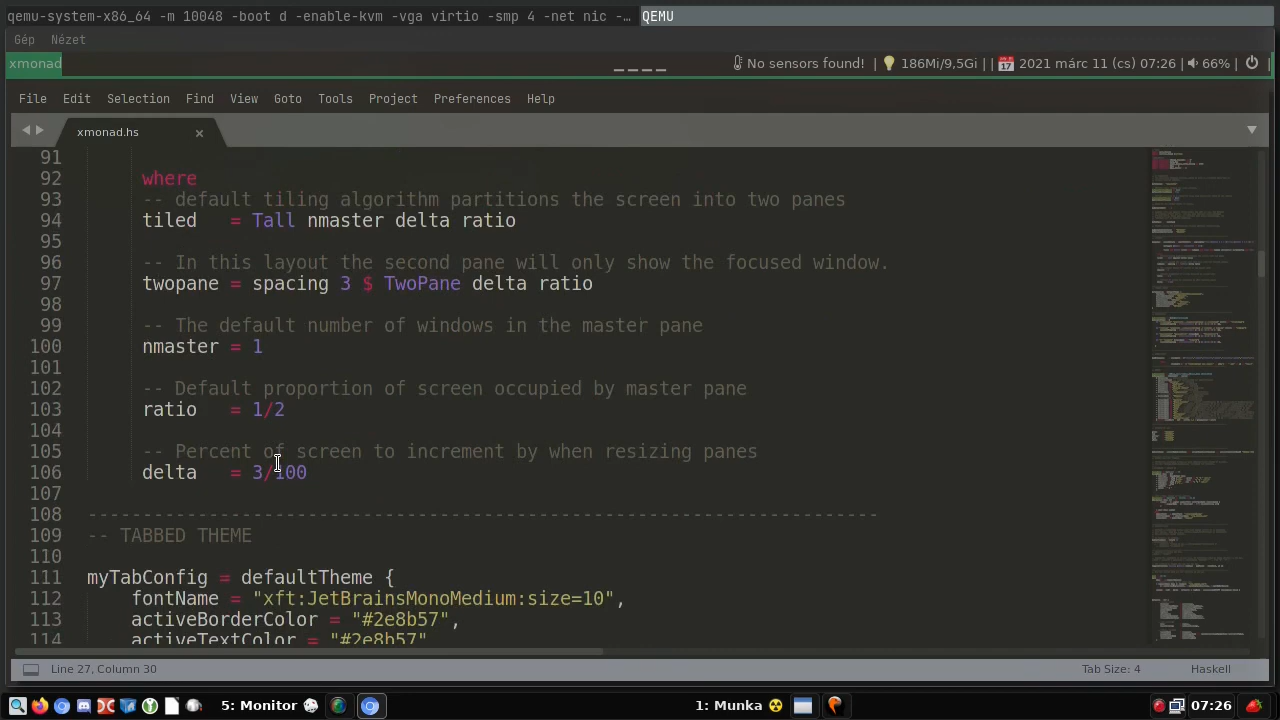 qemu-system-x86_64 -m 10048 -boot d -enable-kvm -vga virtio -smp 4 -net nic -…
QEMU
Gép Nézet
xmonad
No sensors found! | 186Mi/9,5Gi | | 2021 márc 11 (cs) 07:26 | 66% | |
File Edit Selection Find View Goto Tools Project Preferences Help
xmonad.hs ×
91
92 where
93 -- default tiling algorithm partitions the screen into two panes
94 tiled = Tall nmaster delta ratio
95
96 -- In this layout the second pane will only show the focused window.
97 twopane = spacing 3 $ TwoPane delta ratio
98
99 -- The default number of windows in the master pane
100 nmaster = 1
101
102 -- Default proportion of screen occupied by master pane
103 ratio = 1/2
104
105 -- Percent of screen to increment by when resizing panes
106 delta = 3/100
107
108 ------------------------------------------------------------------------
109 -- TABBED THEME
110
111 myTabConfig = defaultTheme {
112 fontName = "xft:JetBrainsMonoMedium:size=10",
113 activeBorderColor = "#2e8b57",
114 activeTextColor = "#2e8b57"
Line 27, Column 30
Tab Size: 4 Haskell
5: Monitor 1: Munka 07:26